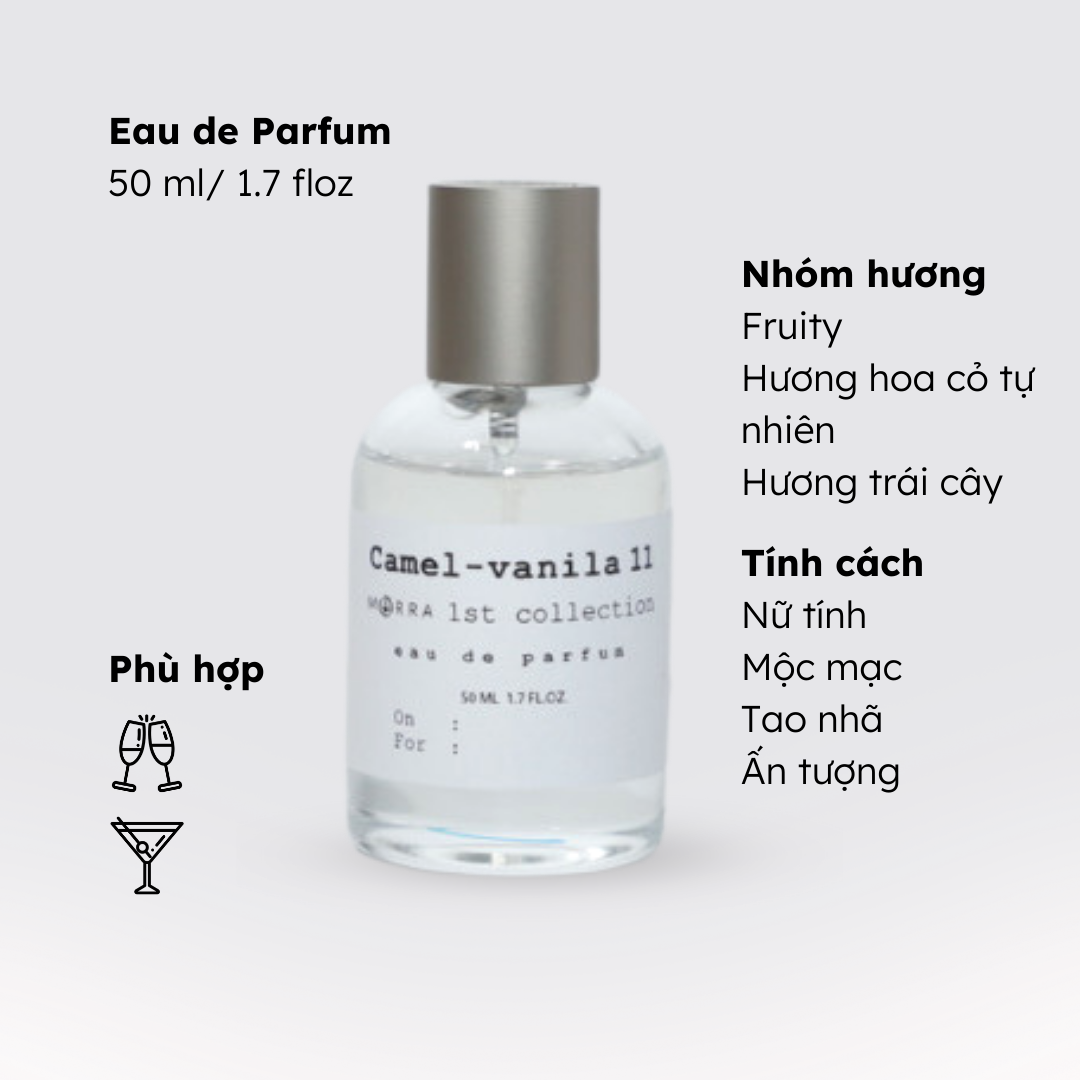 Eau de Parfum
50 ml/ 1.7 floz
Nhóm hương
Fruity
Hương hoa cỏ tự
nhiên
Hương trái cây
Tính cách
Nữ tính
Mộc mạc
Tao nhã
Ấn tượng
Phù hợp
Camel-vanila 11
MORRA 1st collection
eau de parfum
50 ML 1.7 FL.OZ.
On :
For :